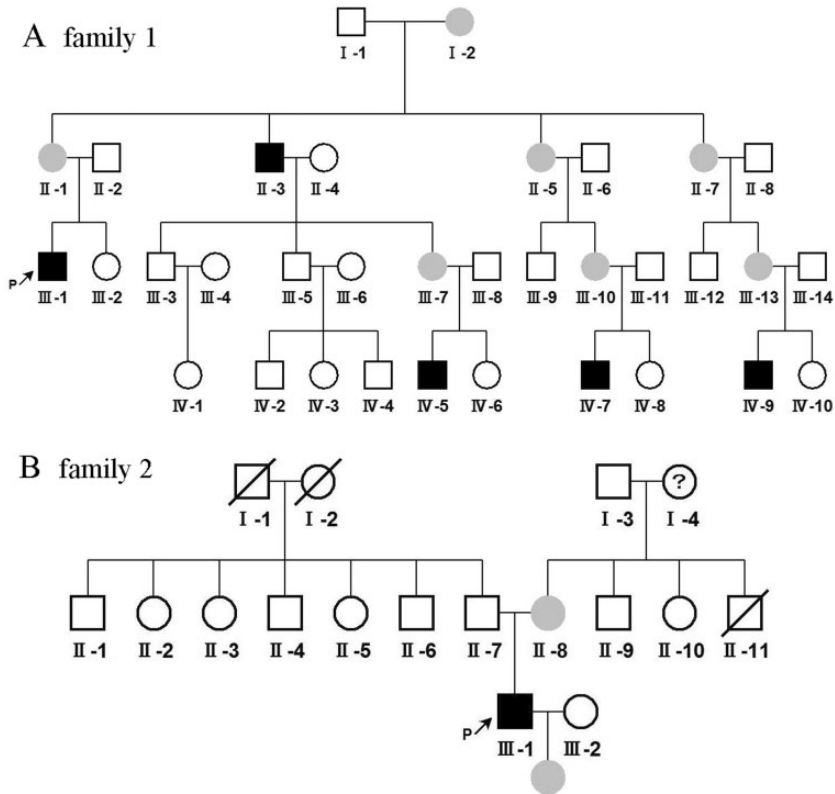 A family 1
Ⅰ-1 Ⅰ-2
Ⅱ-1 Ⅱ-2 Ⅱ-3 Ⅱ-4 Ⅱ-5 Ⅱ-6 Ⅱ-7 Ⅱ-8
P Ⅲ-1 Ⅲ-2 Ⅲ-3 Ⅲ-4 Ⅲ-5 Ⅲ-6 Ⅲ-7 Ⅲ-8 Ⅲ-9 Ⅲ-10 Ⅲ-11 Ⅲ-12 Ⅲ-13 Ⅲ-14
Ⅳ-1 Ⅳ-2 Ⅳ-3 Ⅳ-4 Ⅳ-5 Ⅳ-6 Ⅳ-7 Ⅳ-8 Ⅳ-9 Ⅳ-10
B family 2
?
Ⅰ-1 Ⅰ-2 Ⅰ-3 Ⅰ-4
Ⅱ-1 Ⅱ-2 Ⅱ-3 Ⅱ-4 Ⅱ-5 Ⅱ-6 Ⅱ-7 Ⅱ-8 Ⅱ-9 Ⅱ-10 Ⅱ-11
P Ⅲ-1 Ⅲ-2